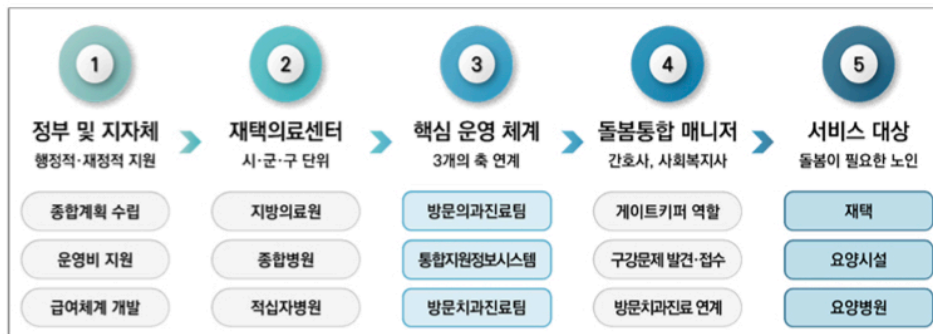 1
정부 및 지자체
행정적·재정적 지원
종합계획 수립
운영비 지원
급여체계 개발
2
재택의료센터
시·군·구 단위
지방의료원
종합병원
적십자병원
3
핵심 운영 체계
3개의 축 연계
방문의과진료팀
통합지원정보시스템
방문치과진료팀
4
돌봄통합 매니저
간호사, 사회복지사
게이트키퍼 역할
구강문제 발견·접수
방문치과진료 연계
5
서비스 대상
돌봄이 필요한 노인
재택
요양시설
요양병원